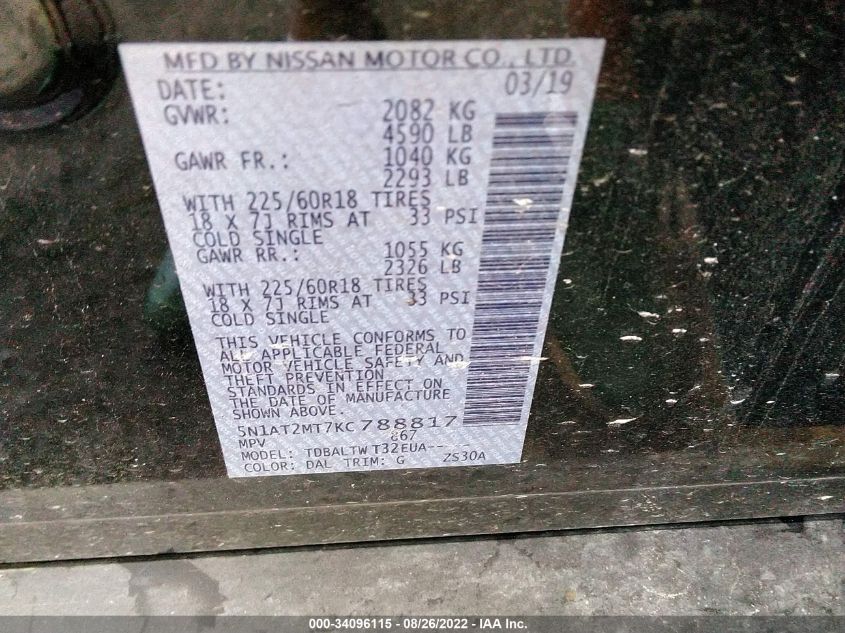 MFD BY NISSAN MOTOR CO., LTD.
DATE: 03/19
GVWR: 2082 KG
4590 LB
GAWR FR.: 1040 KG
2293 LB
WITH 225/60R18 TIRES
18 X 7J RIMS AT 33 PSI
COLD SINGLE
GAWR RR.: 1055 KG
2326 LB
WITH 225/60R18 TIRES
18 X 7J RIMS AT 33 PSI
COLD SINGLE
THIS VEHICLE CONFORMS TO
ALL APPLICABLE FEDERAL
MOTOR VEHICLE SAFETY AND
THEFT PREVENTION
STANDARDS IN EFFECT ON
THE DATE OF MANUFACTURE
SHOWN ABOVE.
5N1AT2MT7KC788817
MPV 867
MODEL: TDBALTW T32EUA----
COLOR: DAL TRIM: G ZS30A
000-34096115 - 08/26/2022 - IAA Inc.